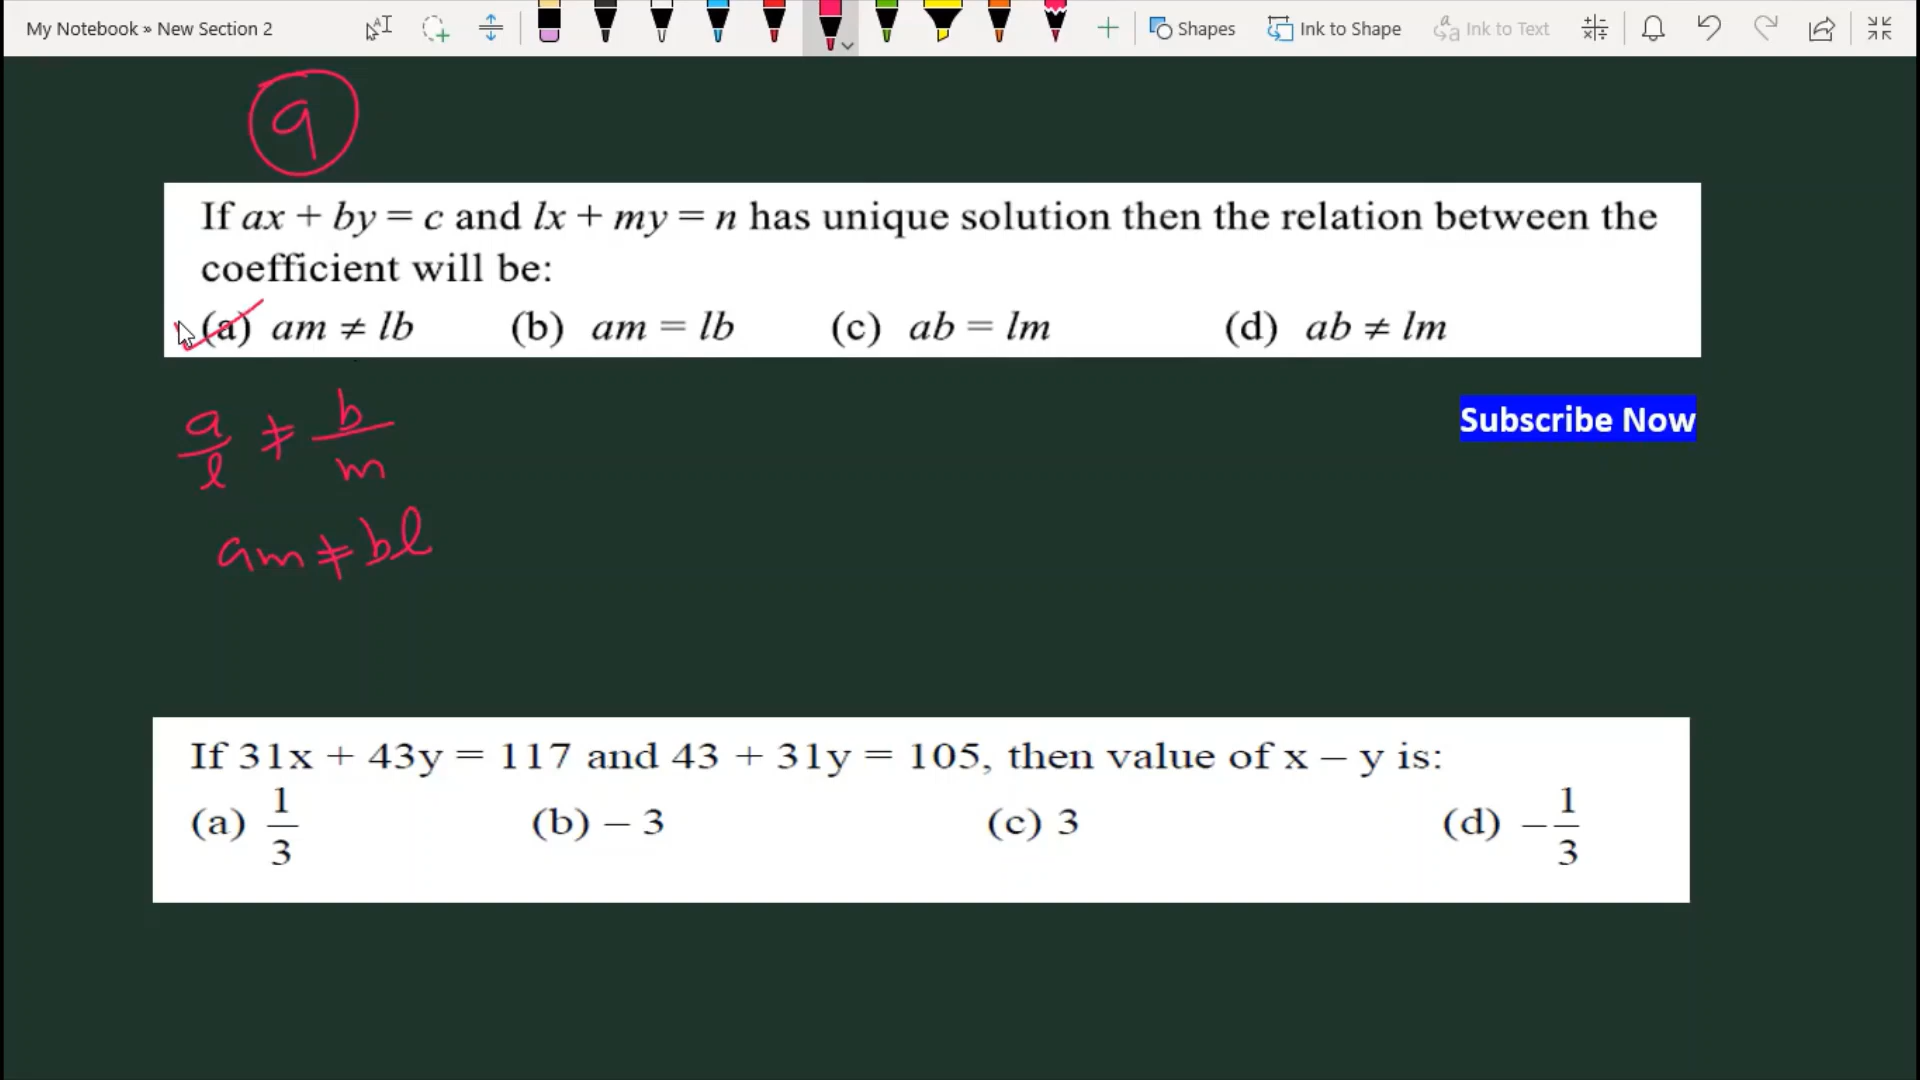 My Notebook » New Section 2
Shapes
Ink to Shape
Ink to Text
9
If ax + by = c and lx + my = n has unique solution then the relation between the
coefficient will be:
(a) am ≠ lb (b) am = lb (c) ab = lm (d) ab ≠ lm
a/l ≠ b/m
am ≠ bl
Subscribe Now
If 31x + 43y = 117 and 43 + 31y = 105, then value of x – y is:
(a) 1/3 (b) – 3 (c) 3 (d) –1/3